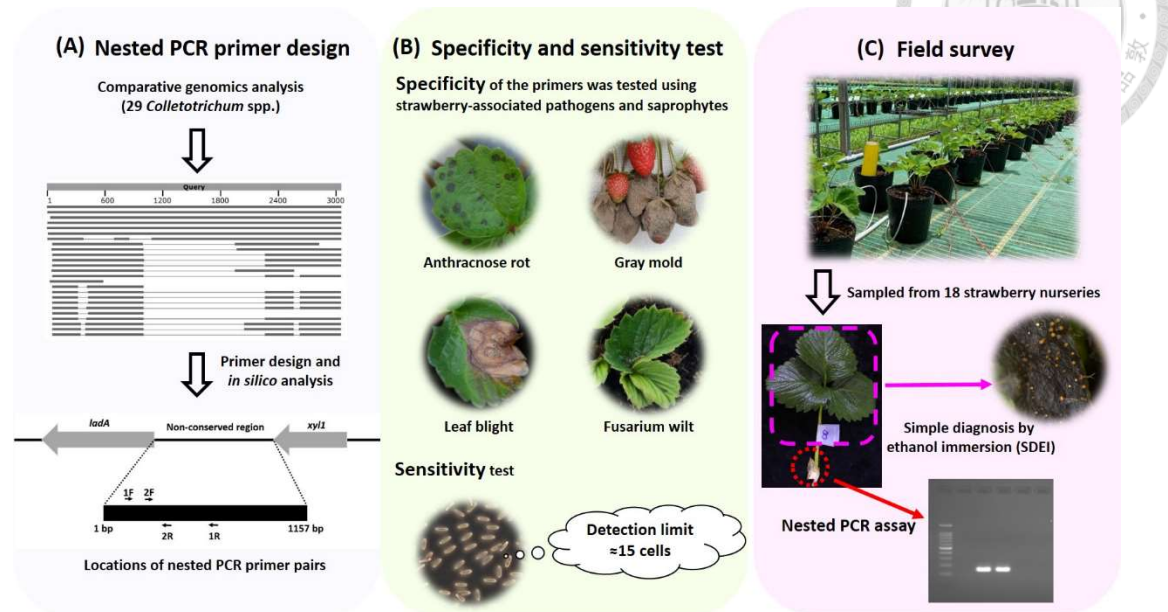 (A) Nested PCR primer design
Comparative genomics analysis
(29 Colletotrichum spp.)
Query
1 600 1200 1800 2400 3000
Primer design and
in silico analysis
ladA Non-conserved region xyl1
1F 2F
1 bp 2R 1R 1157 bp
Locations of nested PCR primer pairs
(B) Specificity and sensitivity test
Specificity of the primers was tested using
strawberry-associated pathogens and saprophytes
Anthracnose rot Gray mold
Leaf blight Fusarium wilt
Sensitivity test
Detection limit
≈15 cells
(C) Field survey
Sampled from 18 strawberry nurseries
Simple diagnosis by
ethanol immersion (SDEI)
Nested PCR assay